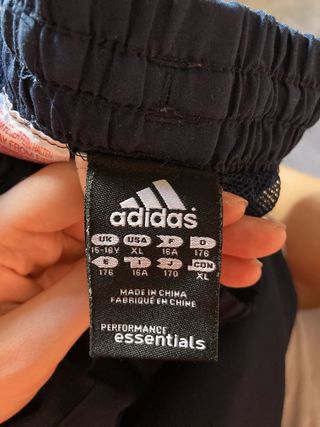 adidas
UK USA F D
15-16Y XL 16A 176
E I J .CDN
176 16A 170 XL
MADE IN CHINA
FABRIQUÉ EN CHINE
PERFORMANCE
essentials